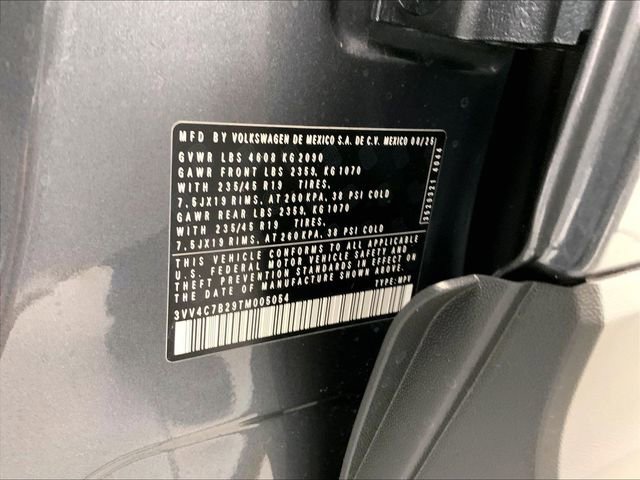 MFD BY VOLKSWAGEN DE MEXICO S.A. DE C.V. MEXICO 08/25
GVWR LBS 4608 KG 2090
GAWR FRONT LBS 2359, KG 1070
WITH 235/45 R19 TIRES,
7.5JX19 RIMS, AT 260 KPA, 38 PSI COLD
GAWR REAR LBS 2359, KG 1070
WITH 235/45 R19 TIRES,
7.5JX19 RIMS, AT 260 KPA, 38 PSI COLD
THIS VEHICLE CONFORMS TO ALL APPLICABLE
U.S. FEDERAL MOTOR VEHICLE SAFETY AND
THEFT PREVENTION STANDARDS IN EFFECT ON
THE DATE OF MANUFACTURE SHOWN ABOVE.
3VV4C7B29TM005054 TYPE: MPV
3520321 6044